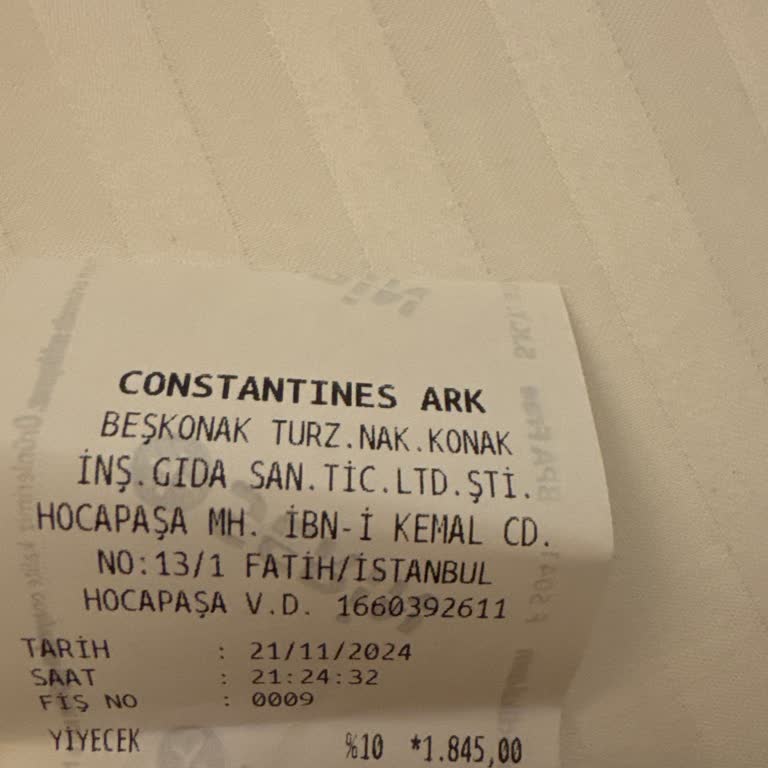 CONSTANTINES ARK
BEŞKONAK TURZ.NAK.KONAK
İNŞ.GIDA SAN.TİC.LTD.ŞTİ.
HOCAPAŞA MH. İBN-İ KEMAL CD.
NO:13/1 FATİH/İSTANBUL
HOCAPAŞA V.D. 1660392611
TARİH : 21/11/2024
SAAT : 21:24:32
FİŞ NO : 0009
YİYECEK %10 *1.845,00